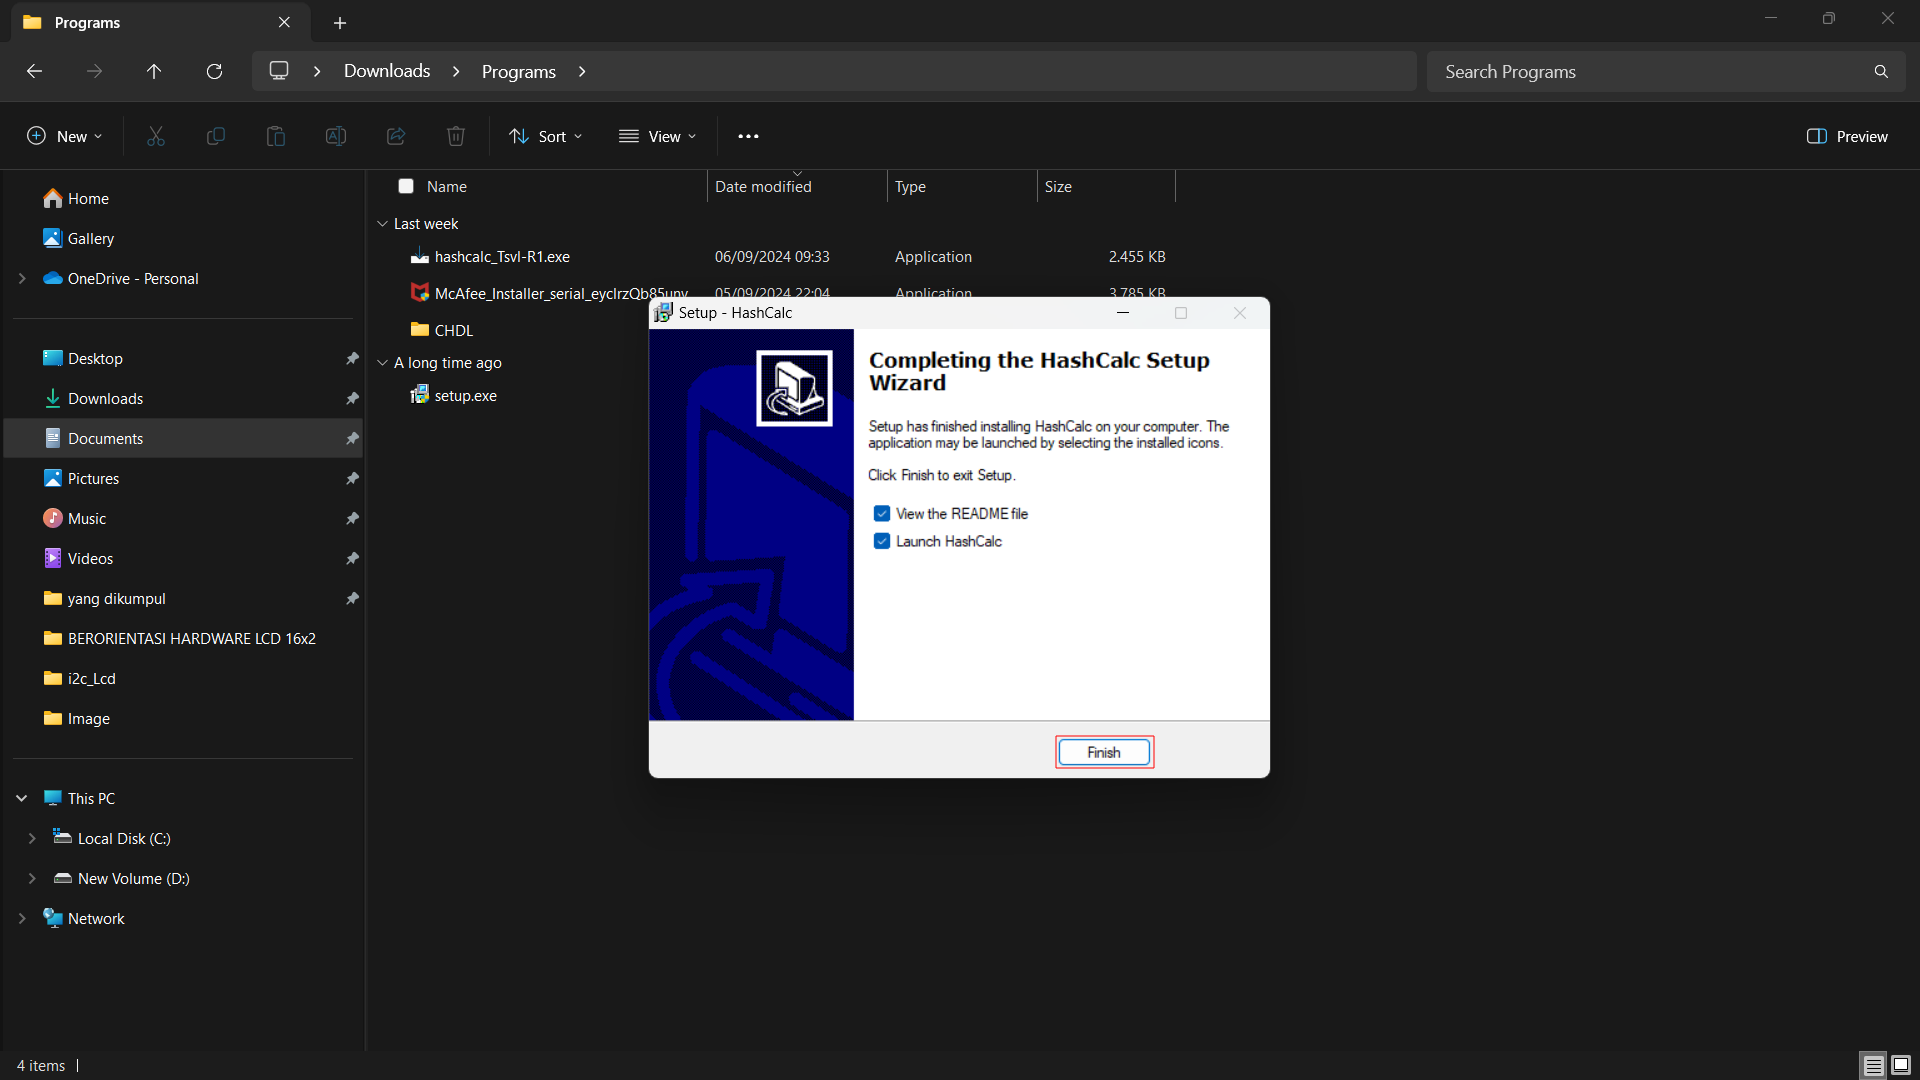 Programs
Downloads
Programs
Search Programs
New
Sort
View
Preview
Home
Gallery
OneDrive - Personal
Desktop
Downloads
Documents
Pictures
Music
Videos
yang dikumpul
BERORIENTASI HARDWARE LCD 16x2
i2c_Lcd
Image
This PC
Local Disk (C:)
New Volume (D:)
Network
Name Date modified Type Size
Last week
hashcalc_Tsvl-R1.exe 06/09/2024 09:33 Application 2.455 KB
05/09/2024 22:04 Application 3.785 KB
CHDL
A long time ago
setup.exe
Setup - HashCalc
Completing the HashCalc Setup
Wizard
Setup has finished installing HashCalc on your computer. The
application may be launched by selecting the installed icons.
Click Finish to exit Setup.
View the README file
Launch HashCalc
Finish
4 items